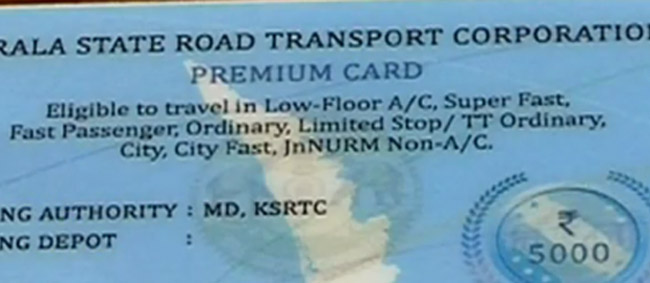 RALA STATE ROAD TRANSPORT CORPORATIO
PREMIUM CARD
Eligible to travel in Low-Floor A/C, Super Fast,
Fast Passenger, Ordinary, Limited Stop/ TT Ordinary,
City, City Fast, JnNURM Non-A/C.
NG AUTHORITY : MD, KSRTC
NG DEPOT :
₹
5000